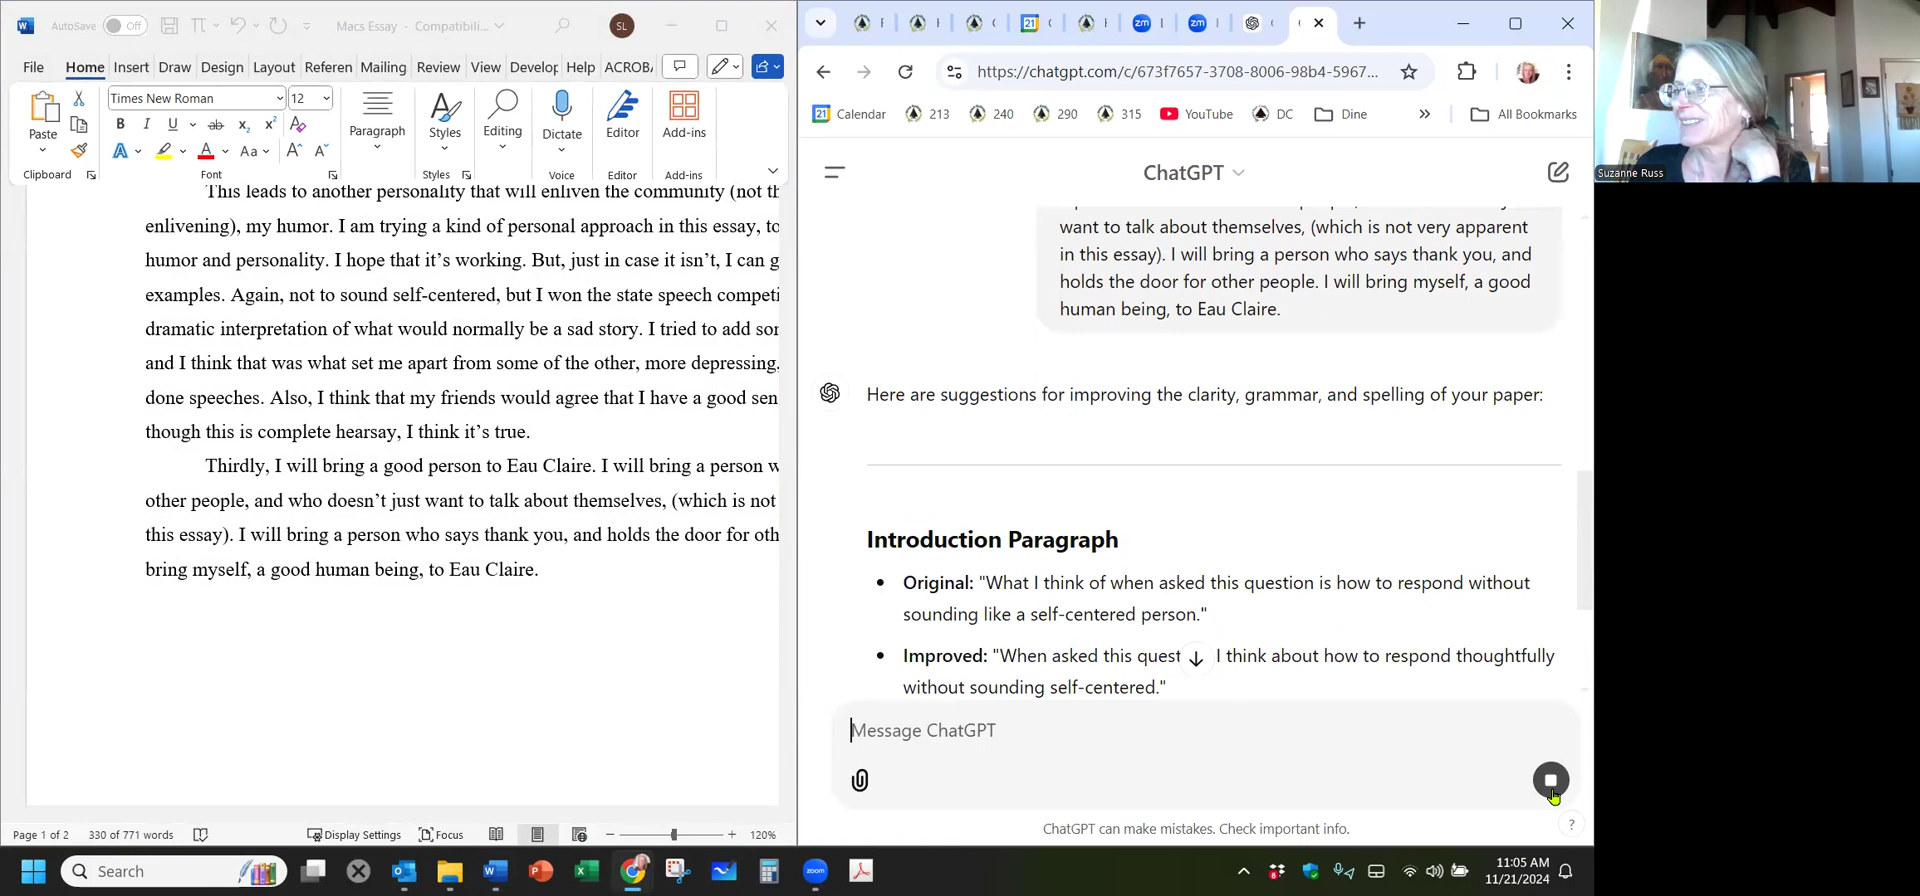 AutoSave Off Macs Essay - Compatibili... SL
File Home Insert Draw Design Layout Referen Mailing Review View Develop Help ACROBA
Times New Roman 12
Paste B I U ab x₂ x² A
A A Aa A A
Paragraph Styles Editing Dictate Editor Add-ins
Clipboard Font Styles Voice Editor Add-ins
This leads to another personality that will enliven the community (not th
enlivening), my humor. I am trying a kind of personal approach in this essay, to
humor and personality. I hope that it's working. But, just in case it isn't, I can g
examples. Again, not to sound self-centered, but I won the state speech competi
dramatic interpretation of what would normally be a sad story. I tried to add sor
and I think that was what set me apart from some of the other, more depressing,
done speeches. Also, I think that my friends would agree that I have a good sen
though this is complete hearsay, I think it's true.
Thirdly, I will bring a good person to Eau Claire. I will bring a person w
other people, and who doesn't just want to talk about themselves, (which is not
this essay). I will bring a person who says thank you, and holds the door for oth
bring myself, a good human being, to Eau Claire.
Page 1 of 2 330 of 771 words Display Settings Focus 120%
21 zm zm
https://chatgpt.com/c/673f7657-3708-8006-98b4-5967...
21 Calendar 213 240 290 315 YouTube DC Dine » All Bookmarks
ChatGPT
want to talk about themselves, (which is not very apparent
in this essay). I will bring a person who says thank you, and
holds the door for other people. I will bring myself, a good
human being, to Eau Claire.
Here are suggestions for improving the clarity, grammar, and spelling of your paper:
Introduction Paragraph
Original: "What I think of when asked this question is how to respond without
sounding like a self-centered person."
Improved: "When asked this quest I think about how to respond thoughtfully
without sounding self-centered."
Message ChatGPT
ChatGPT can make mistakes. Check important info.
?
Suzanne Russ
Search zoom 11:05 AM
11/21/2024